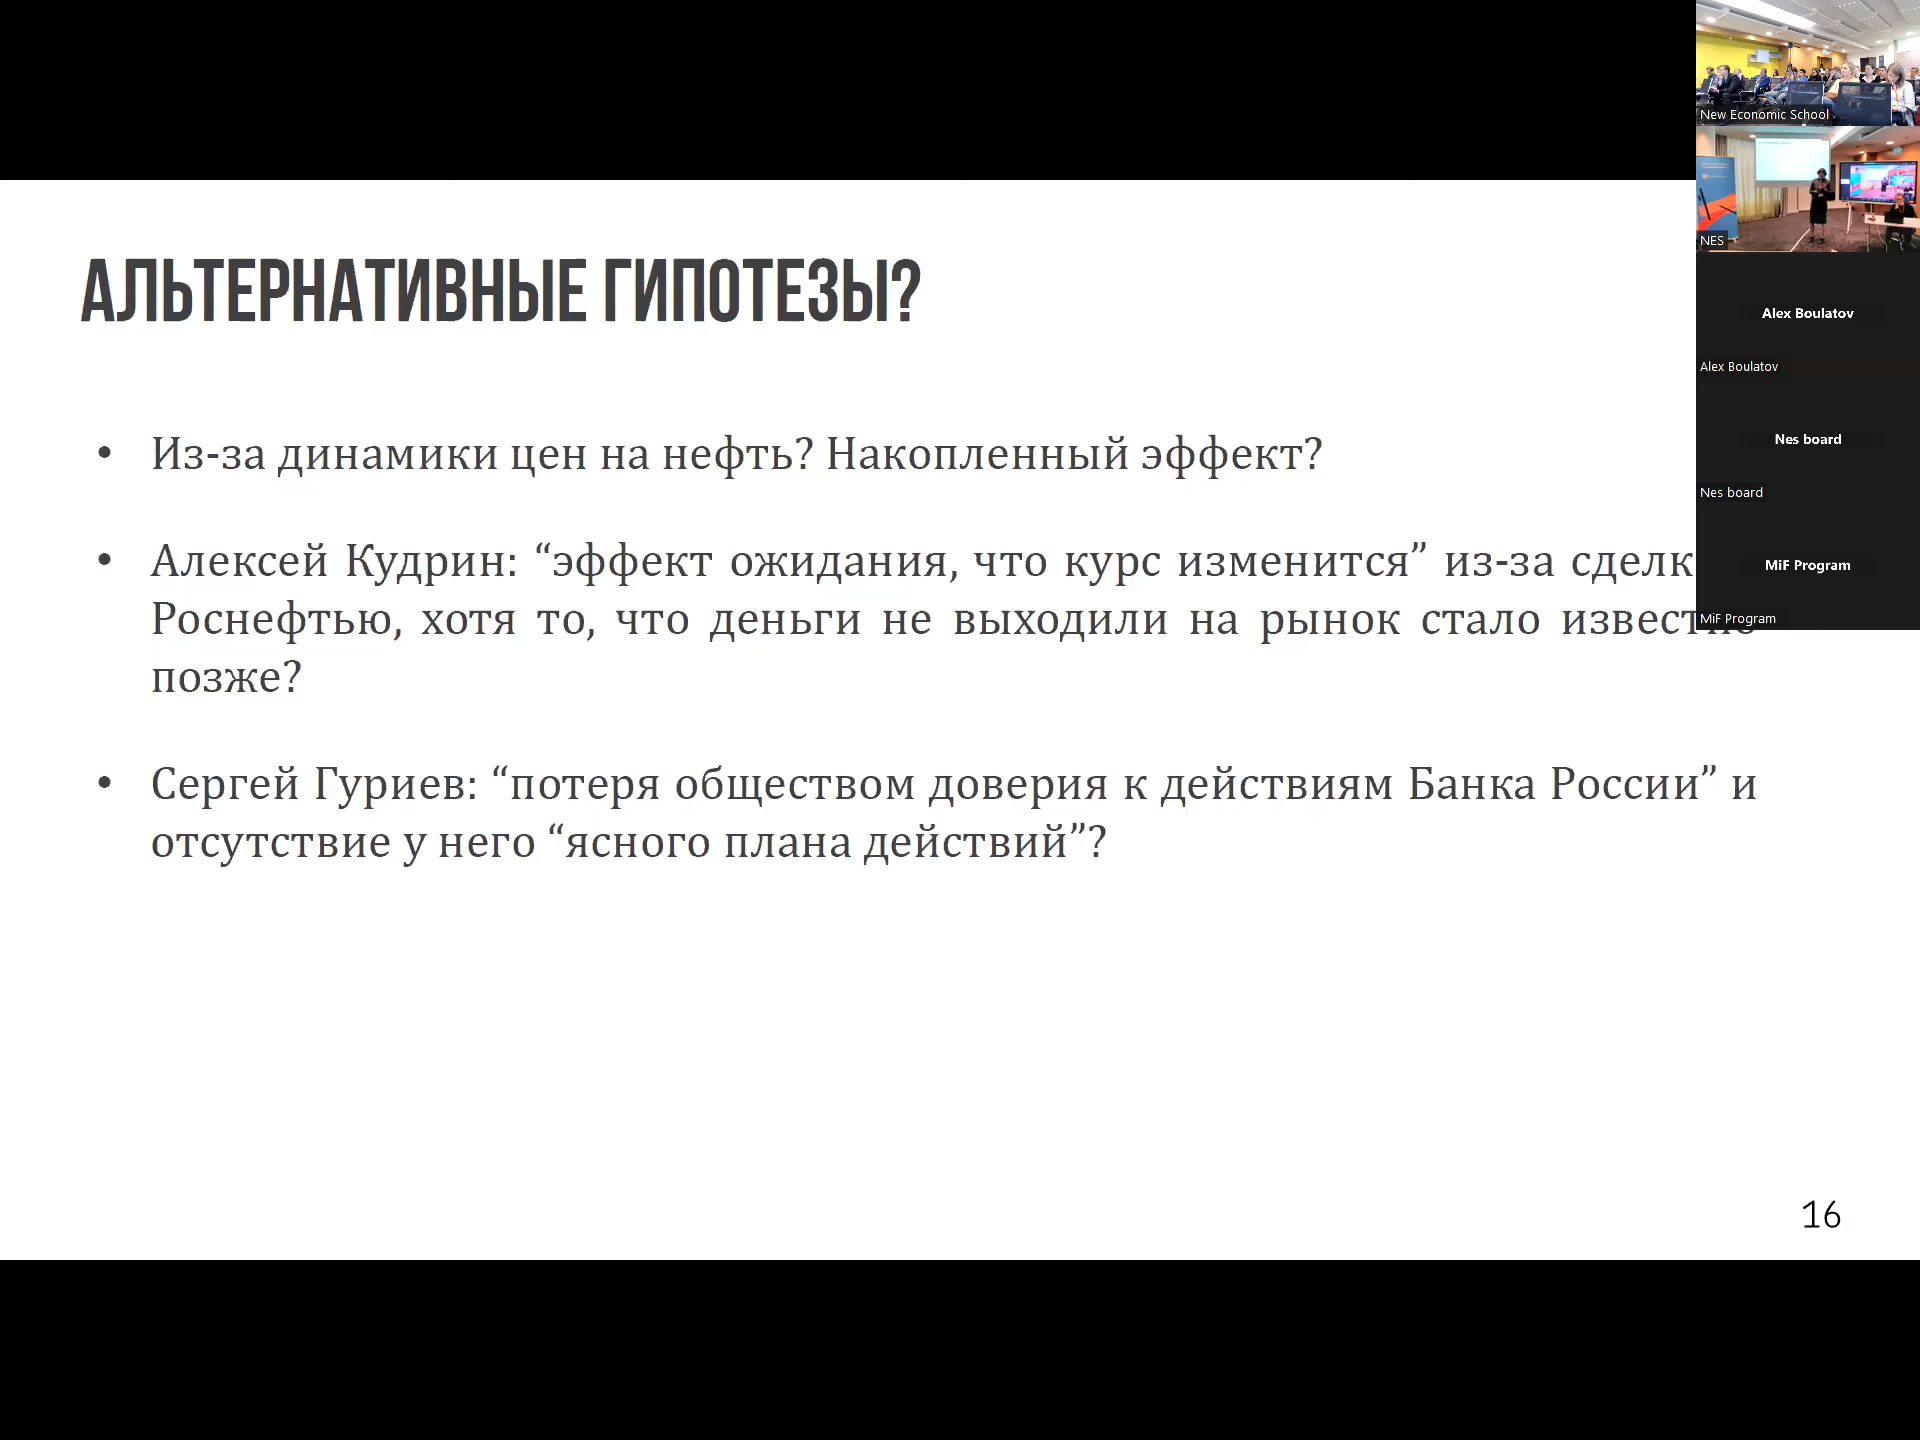 АЛЬТЕРНАТИВНЫЕ ГИПОТЕЗЫ?
• Из-за динамики цен на нефть? Накопленный эффект?
• Алексей Кудрин: “эффект ожидания, что курс изменится” из-за
Роснефтью, хотя то, что деньги не выходили на рынок стало
позже?
• Сергей Гуриев: “потеря обществом доверия к действиям Банка России” и
отсутствие у него “ясного плана действий”?
16
New Economic School
NES
Alex Boulatov
Alex Boulatov
Nes board
Nes board
MiF Program
MiF Program